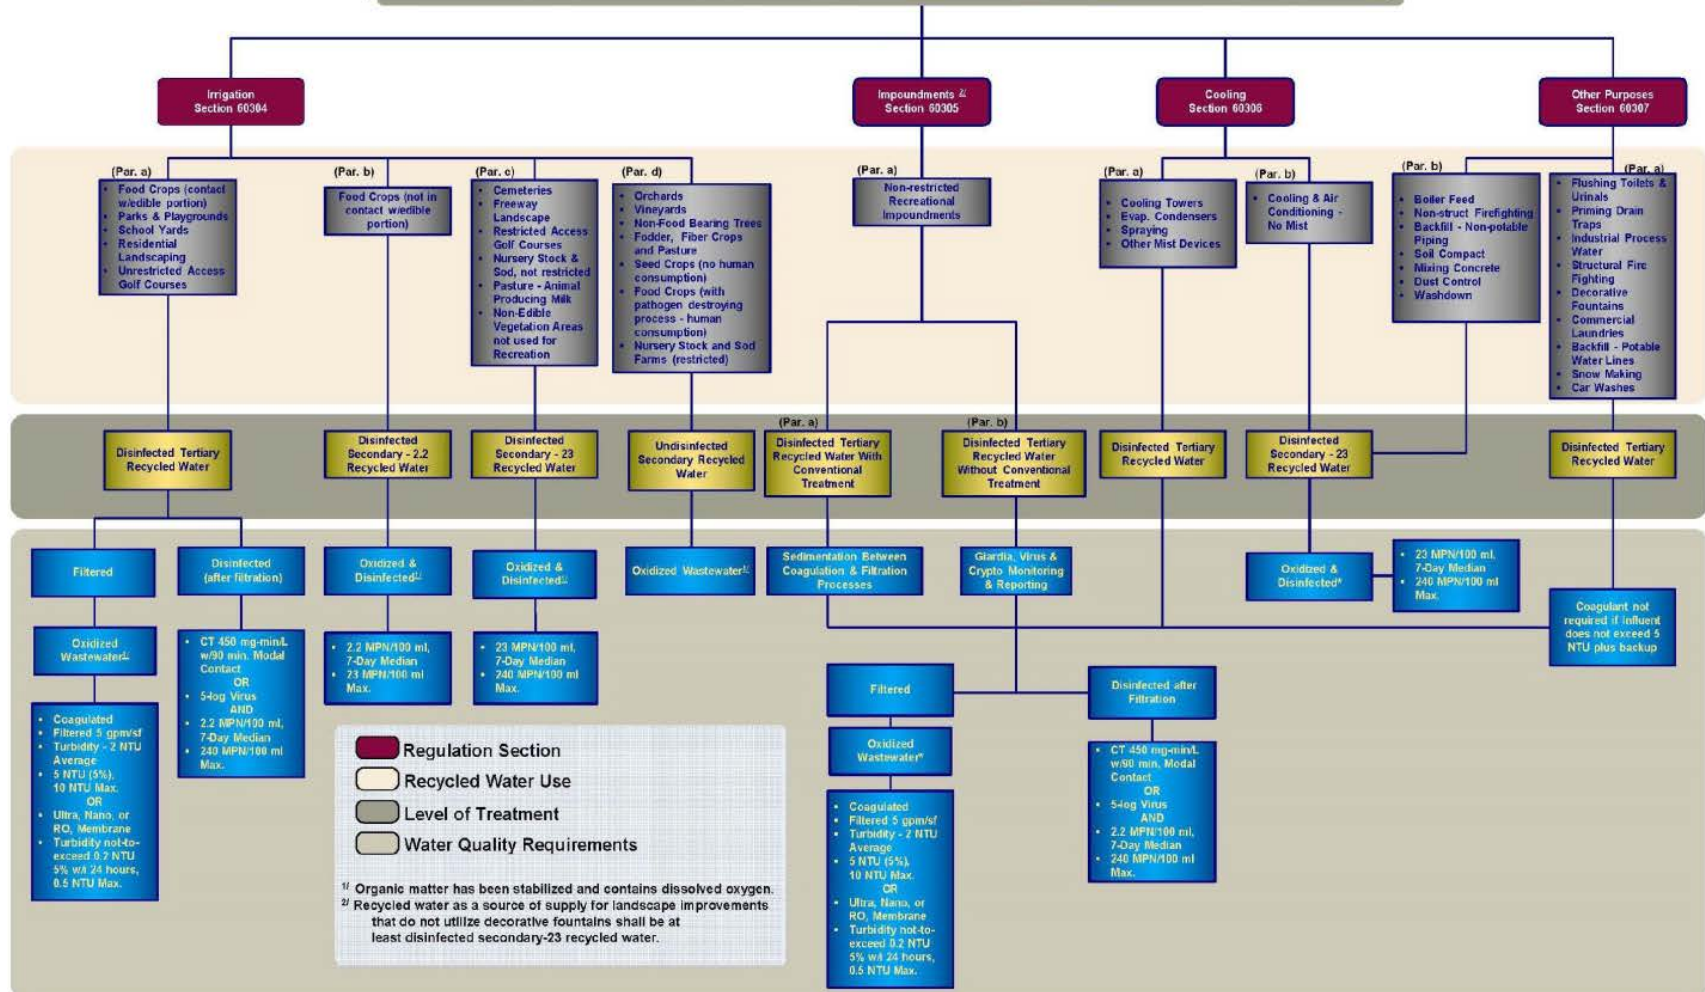 Irrigation
Section 60304
Impoundments 2/
Section 60305
Cooling
Section 60306
Other Purposes
Section 60307
(Par. a)
• Food Crops (contact
w/edible portion)
• Parks & Playgrounds
• School Yards
• Residential
Landscaping
• Unrestricted Access
Golf Courses
(Par. b)
Food Crops (not in
contact w/edible
portion)
(Par. c)
• Cemeteries
• Freeway
Landscape
• Restricted Access
Golf Courses
• Nursery Stock &
Sod, not restricted
• Pasture - Animal
Producing Milk
• Non-Edible
Vegetation Areas
not used for
Recreation
(Par. d)
• Orchards
• Vineyards
• Non-Food Bearing Trees
• Fodder, Fiber Crops
and Pasture
• Seed Crops (no human
consumption)
• Food Crops (with
pathogen destroying
process - human
consumption)
• Nursery Stock and Sod
Farms (restricted)
(Par. a)
Non-restricted
Recreational
Impoundments
(Par. a)
• Cooling Towers
• Evap. Condensers
• Spraying
• Other Mist Devices
(Par. b)
• Cooling & Air
Conditioning -
No Mist
(Par. b)
• Boiler Feed
• Non-struct Firefighting
• Backfill - Non-potable
Piping
• Soil Compact
• Mixing Concrete
• Dust Control
• Washdown
(Par. a)
• Flushing Toilets &
Urinals
• Priming Drain
Traps
• Industrial Process
Water
• Structural Fire
Fighting
• Decorative
Fountains
• Commercial
Laundries
• Backfill - Potable
Water Lines
• Snow Making
• Car Washes
Disinfected Tertiary
Recycled Water
Disinfected
Secondary - 2.2
Recycled Water
Disinfected
Secondary - 23
Recycled Water
Undisinfected
Secondary Recycled
Water
(Par. a)
Disinfected Tertiary
Recycled Water With
Conventional
Treatment
(Par. b)
Disinfected Tertiary
Recycled Water
Without Conventional
Treatment
Disinfected Tertiary
Recycled Water
Disinfected
Secondary - 23
Recycled Water
Disinfected Tertiary
Recycled Water
Filtered
Disinfected
(after filtration)
Oxidized &
Disinfected1/
Oxidized &
Disinfected1/
Oxidized Wastewater1/
Sedimentation Between
Coagulation & Filtration
Processes
Giardia, Virus &
Crypto Monitoring
& Reporting
Oxidized &
Disinfected*
• 23 MPN/100 ml,
7-Day Median
• 240 MPN/100 ml
Max.
Coagulant not
required if influent
does not exceed 5
NTU plus backup
Oxidized
Wastewater1/
• CT 450 mg-min/L
w/90 min. Modal
Contact
OR
• 5-log Virus
AND
• 2.2 MPN/100 ml,
7-Day Median
• 240 MPN/100 ml
Max.
• 2.2 MPN/100 ml,
7-Day Median
• 23 MPN/100 ml
Max.
• 23 MPN/100 ml,
7-Day Median
• 240 MPN/100 ml
Max.
• Coagulated
• Filtered 5 gpm/sf
• Turbidity - 2 NTU
Average
• 5 NTU (5%),
10 NTU Max.
OR
• Ultra, Nano, or
RO, Membrane
• Turbidity not-to-
exceed 0.2 NTU
5% w/i 24 hours,
0.5 NTU Max.
Filtered
Disinfected after
Filtration
Oxidized
Wastewater*
• CT 450 mg-min/L
w/90 min. Modal
Contact
OR
• 5-log Virus
AND
• 2.2 MPN/100 ml,
7-Day Median
• 240 MPN/100 ml
Max.
• Coagulated
• Filtered 5 gpm/sf
• Turbidity - 2 NTU
Average
• 5 NTU (5%),
10 NTU Max.
OR
• Ultra, Nano, or
RO, Membrane
• Turbidity not-to-
exceed 0.2 NTU
5% w/i 24 hours,
0.5 NTU Max.
Regulation Section
Recycled Water Use
Level of Treatment
Water Quality Requirements
1/ Organic matter has been stabilized and contains dissolved oxygen.
2/ Recycled water as a source of supply for landscape improvements
that do not utilize decorative fountains shall be at
least disinfected secondary-23 recycled water.